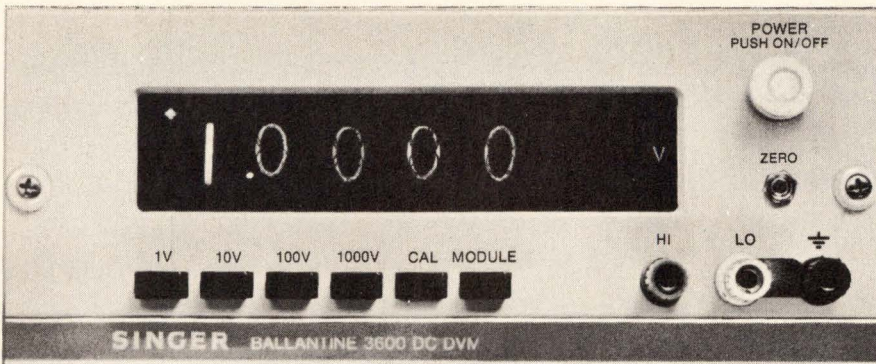 POWER
PUSH ON/OFF
1.0000 V
ZERO
1V 10V 100V 1000V CAL MODULE
HI LO
SINGER BALLANTINE 3600 DC DVM